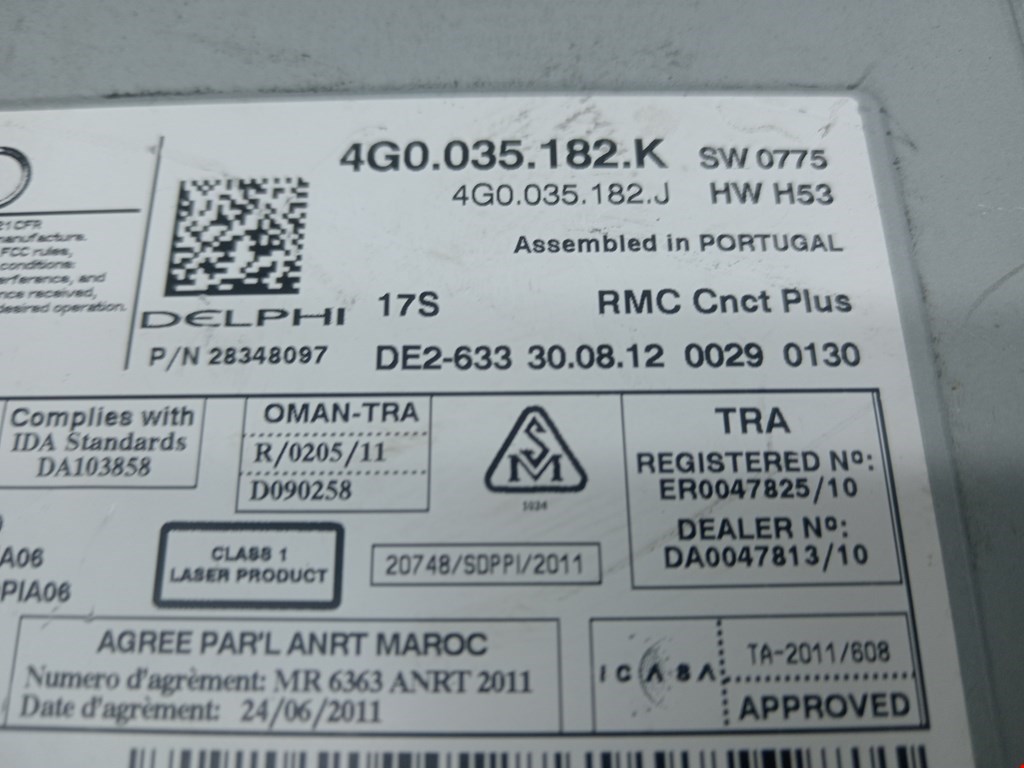 4G0.035.182.K SW 0775
4G0.035.182.J HW H53
Assembled in PORTUGAL
21 CFR
manufacture.
FCC rules,
conditions:
erference, and
nce received,
desired operation.
DELPHI 17S RMC Cnct Plus
P/N 28348097 DE2-633 30.08.12 0029 0130
Complies with
IDA Standards
DA103858
OMAN-TRA
R/0205/11
D090258
SM
TRA
REGISTERED Nº:
ER0047825/10
DEALER Nº:
DA0047813/10
A06
PIA06
CLASS 1
LASER PRODUCT
20748/SDPPI/2011
AGREE PAR'L ANRT MAROC
Numero d'agrèment: MR 6363 ANRT 2011
Date d'agrèment: 24/06/2011
ICASA
TA-2011/608
APPROVED